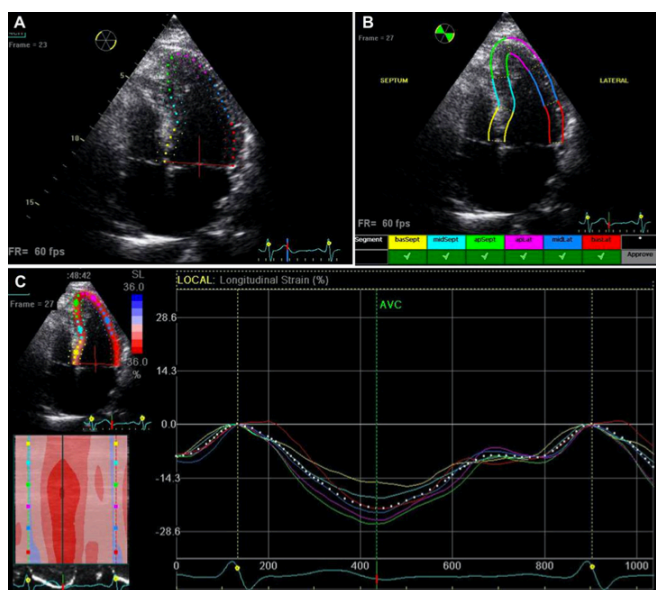 A
Frame = 23
5
10
15
FR= 60 fps
B
Frame = 27
SEPTUM
LATERAL
FR= 60 fps
Segment basSept midSept apSept apLat midLat basLat *
Approve
C
:48:42
SL
36.0
Frame = 27
-36.0
%
LOCAL: Longitudinal Strain (%)
AVC
28.6
14.3
0.0
-14.3
-28.6
0 200 400 600 800 1000